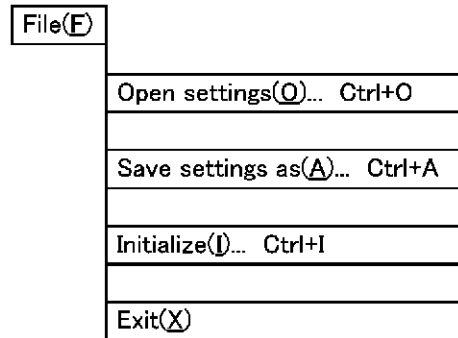 File(F)
Open settings(O)... Ctrl+O
Save settings as(A)... Ctrl+A
Initialize(I)... Ctrl+I
Exit(X)